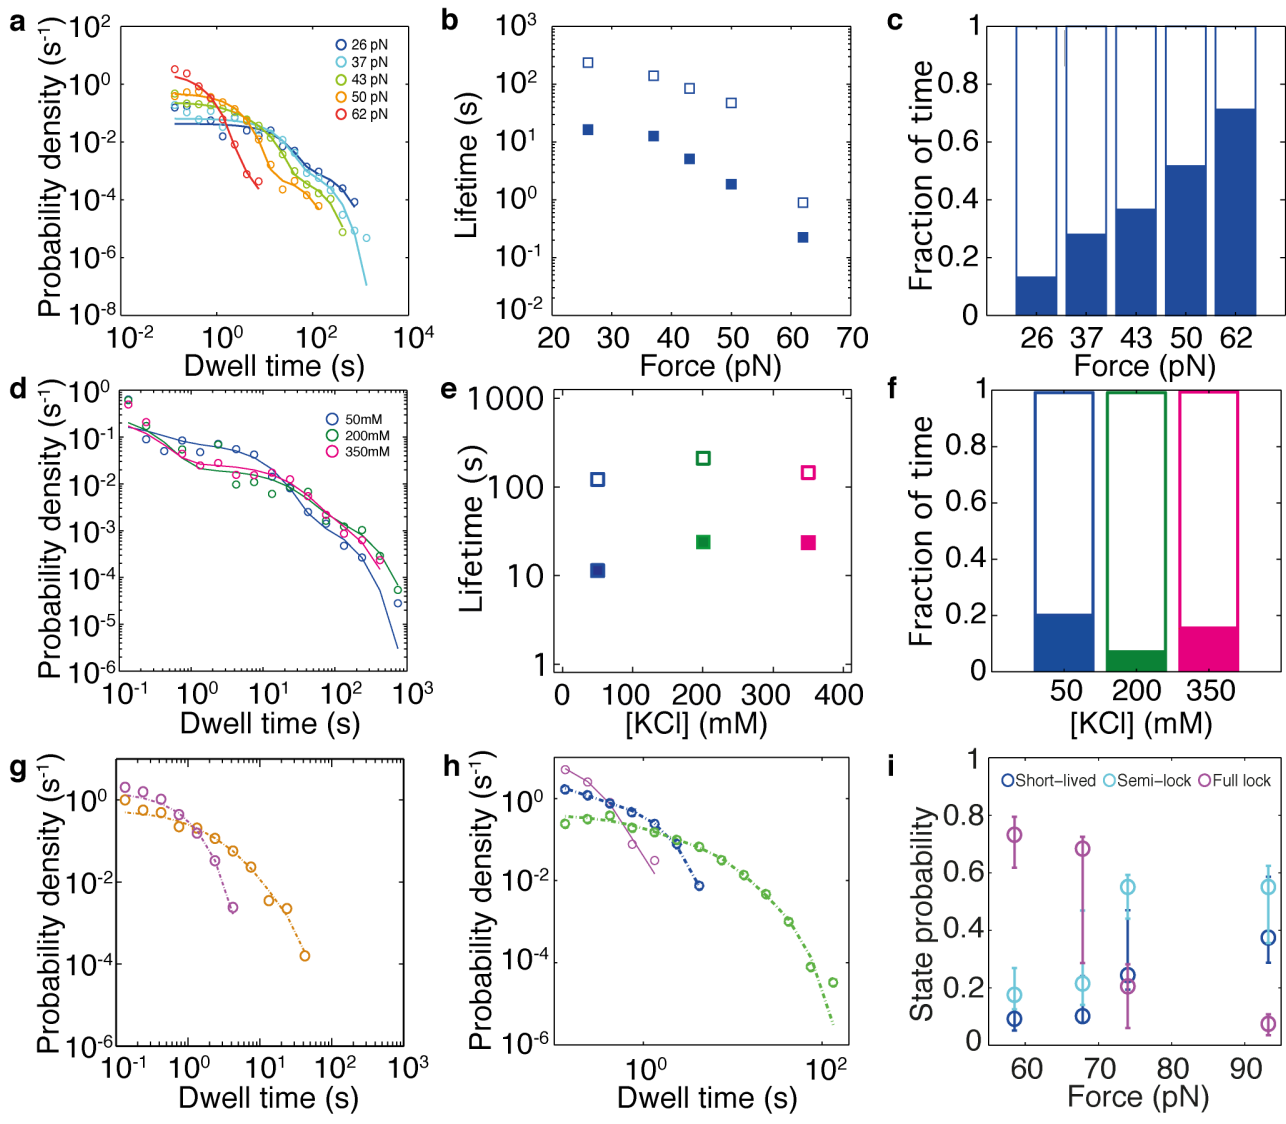 a
Probability density (s⁻¹)
10²
10⁰
10⁻²
10⁻⁴
10⁻⁶
10⁻⁸
10⁻² 10⁰ 10² 10⁴
Dwell time (s)
26 pN
37 pN
43 pN
50 pN
62 pN
b
Lifetime (s)
10³
10²
10¹
10⁰
10⁻¹
10⁻²
20 30 40 50 60 70
Force (pN)
c
Fraction of time
1
0.8
0.6
0.4
0.2
0
26 37 43 50 62
Force (pN)
d
Probability density (s⁻¹)
10⁰
10⁻¹
10⁻²
10⁻³
10⁻⁴
10⁻⁵
10⁻⁶
10⁻¹ 10⁰ 10¹ 10² 10³
Dwell time (s)
50mM
200mM
350mM
e
Lifetime (s)
1000
100
10
1
0 100 200 300 400
[KCl] (mM)
f
Fraction of time
1
0.8
0.6
0.4
0.2
0
50 200 350
[KCl] (mM)
g
Probability density (s⁻¹)
10⁰
10⁻²
10⁻⁴
10⁻⁶
10⁻¹ 10⁰ 10¹ 10² 10³
Dwell time (s)
h
Probability density (s⁻¹)
10⁰
10⁻²
10⁻⁴
10⁻⁶
10⁰ 10²
Dwell time (s)
i
State probability
1
0.8
0.6
0.4
0.2
0
60 70 80 90
Force (pN)
Short–lived Semi–lock Full lock